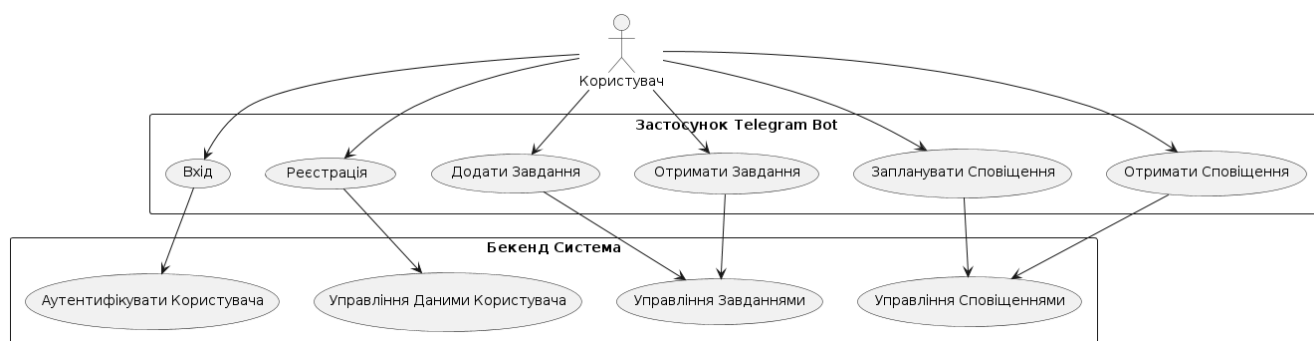 Користувач
Застосунок Telegram Bot
Вхід
Реєстрація
Додати Завдання
Отримати Завдання
Запланувати Сповіщення
Отримати Сповіщення
Бекенд Система
Аутентифікувати Користувача
Управління Даними Користувача
Управління Завданнями
Управління Сповіщеннями